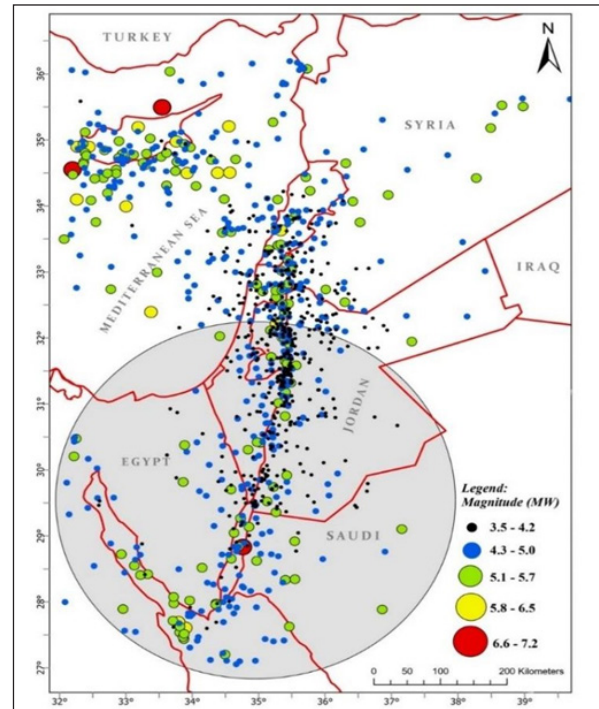 TURKEY
SYRIA
MEDITERRANEAN SEA
IRAQ
JORDAN
EGYPT
SAUDI
N
36°
35°
34°
33°
32°
31°
30°
29°
28°
27°
32°
33°
34°
35°
36°
37°
38°
39°
Legend:
Magnitude (MW)
3.5 - 4.2
4.3 - 5.0
5.1 - 5.7
5.8 - 6.5
6.6 - 7.2
0 50 100 200 Kilometers